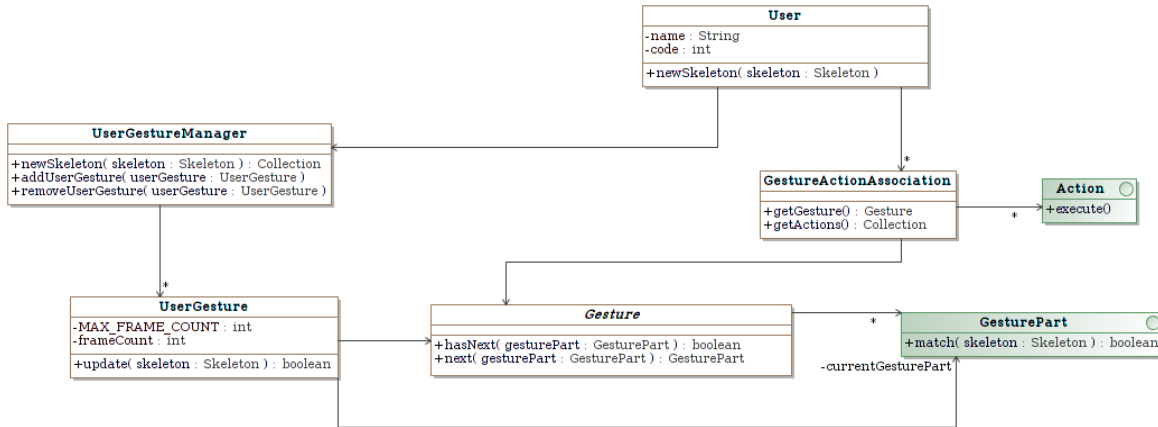 User
-name : String
-code : int
+newSkeleton( skeleton : Skeleton )
UserGestureManager
+newSkeleton( skeleton : Skeleton ) : Collection
+addUserGesture( userGesture : UserGesture )
+removeUserGesture( userGesture : UserGesture )
*
GestureActionAssociation
+getGesture() : Gesture
+getActions() : Collection
*
Action
+execute()
*
UserGesture
-MAX_FRAME_COUNT : int
-frameCount : int
+update( skeleton : Skeleton ) : boolean
Gesture
+hasNext( gesturePart : GesturePart ) : boolean
+next( gesturePart : GesturePart ) : GesturePart
*
GesturePart
+match( skeleton : Skeleton ) : boolean
-currentGesturePart